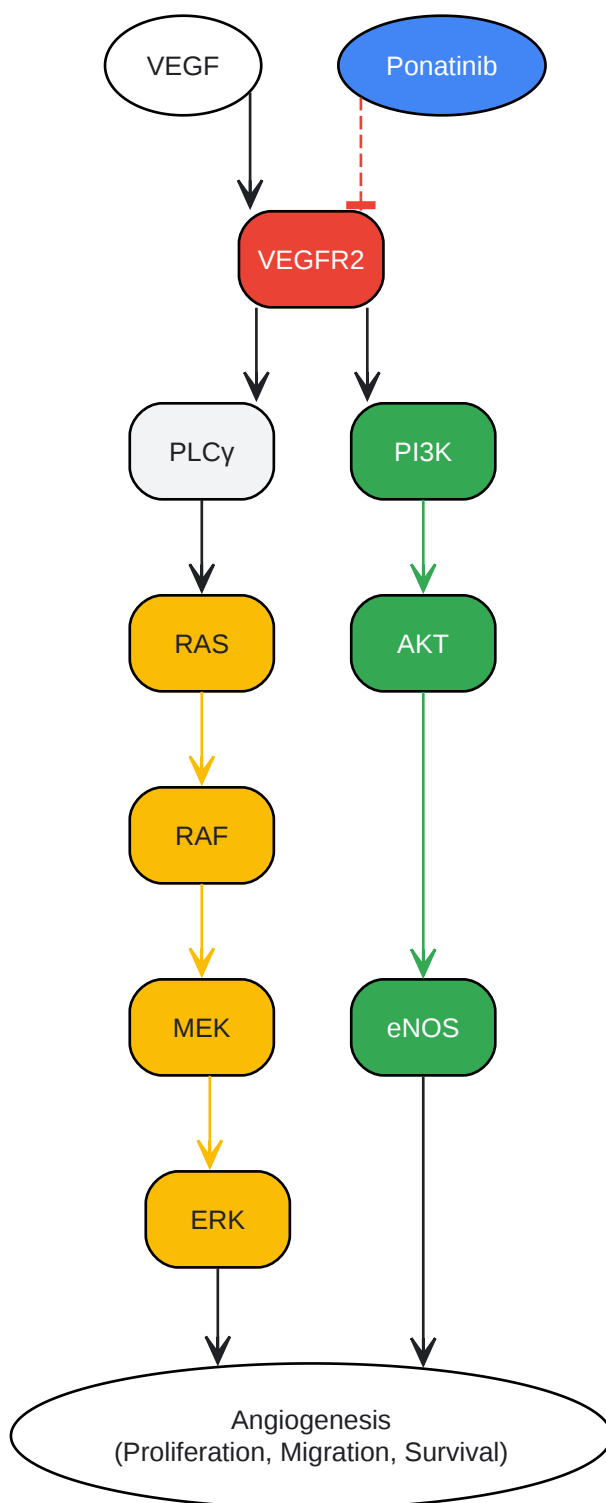 VEGF
Ponatinib
VEGFR2
PLCγ
PI3K
RAS
AKT
RAF
MEK
eNOS
ERK
Angiogenesis
(Proliferation, Migration, Survival)